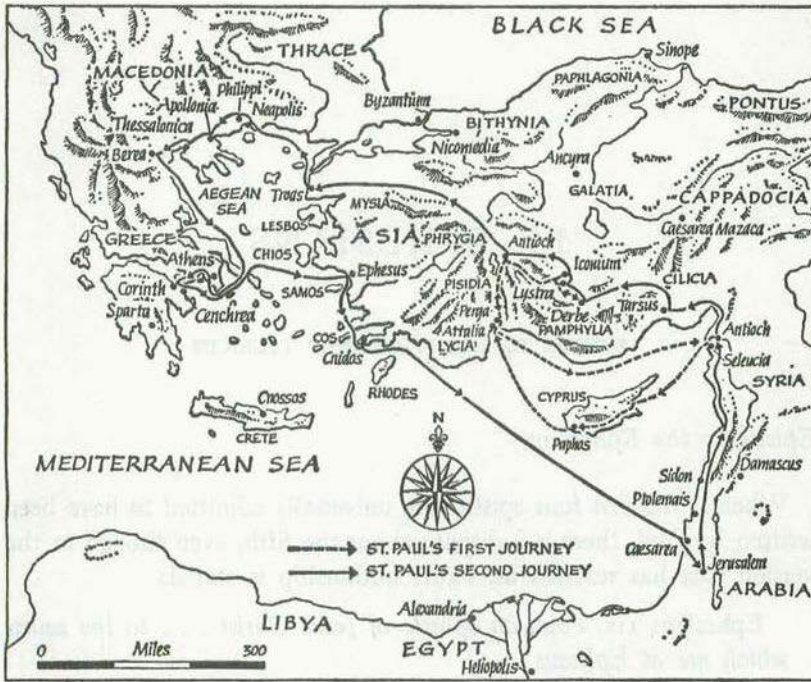 BLACK SEA
THRACE
Sinope
MACEDONIA
PAPHLAGONIA
Philippi
Apollonia
Neapolis
Byzantium
PONTUS
Thessalonica
BITHYNIA
Nicomedia
Berea
Ancyra
AEGEAN
SEA
Troas
GALATIA
MYSIA
CAPPADOCIA
LESBOS
ASIA
PHRYGIA
Antioch
Caesarea Mazaca
GREECE
CHIOS
Iconium
Athens
Ephesus
CILICIA
Corinth
SAMOS
PISIDIA
Lystra
Derbe
Tarsus
Sparta
Cenchrea
Perga
Attalia
PAMPHYLIA
Antioch
COS
LYCIA
Cnidos
Seleucia
RHODES
CYPRUS
SYRIA
Cnossos
CRETE
N
Paphos
Damascus
MEDITERRANEAN SEA
Sidon
Ptolemais
ST. PAUL'S FIRST JOURNEY
Caesarea
Jerusalem
ST. PAUL'S SECOND JOURNEY
ARABIA
LIBYA
Alexandria
EGYPT
0 Miles 300
Heliopolis